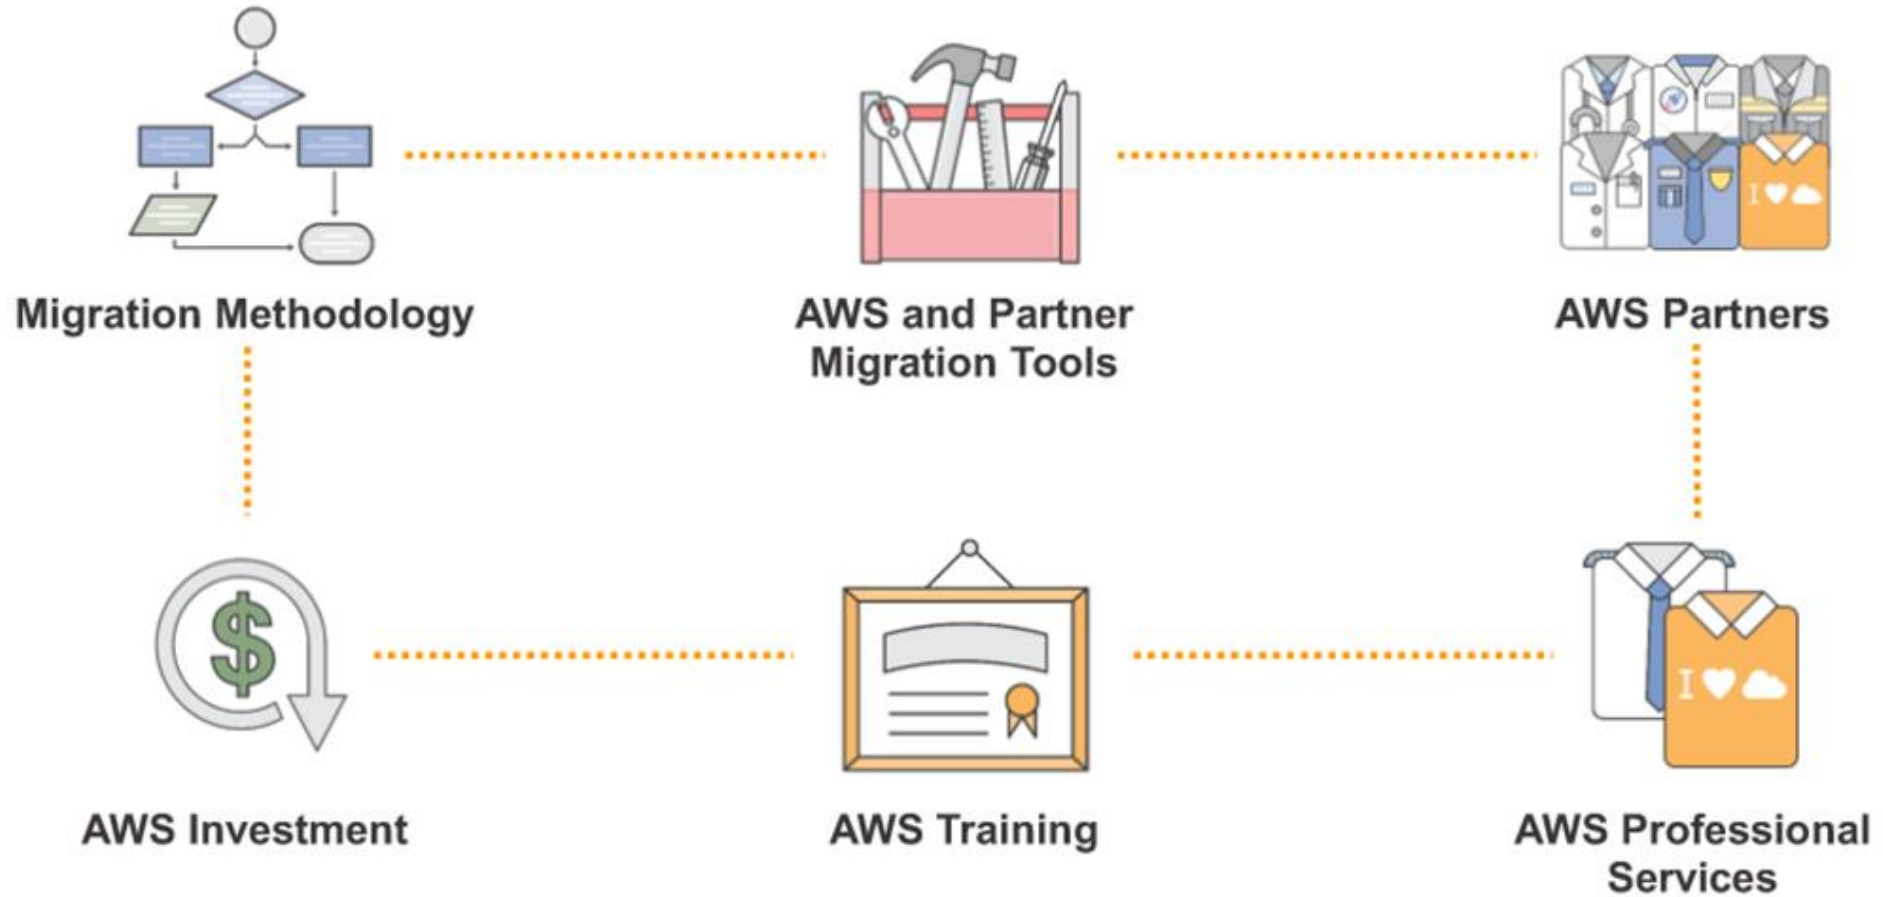 I
Migration Methodology
AWS and Partner
Migration Tools
AWS Partners
I
AWS Investment
AWS Training
AWS Professional
Services